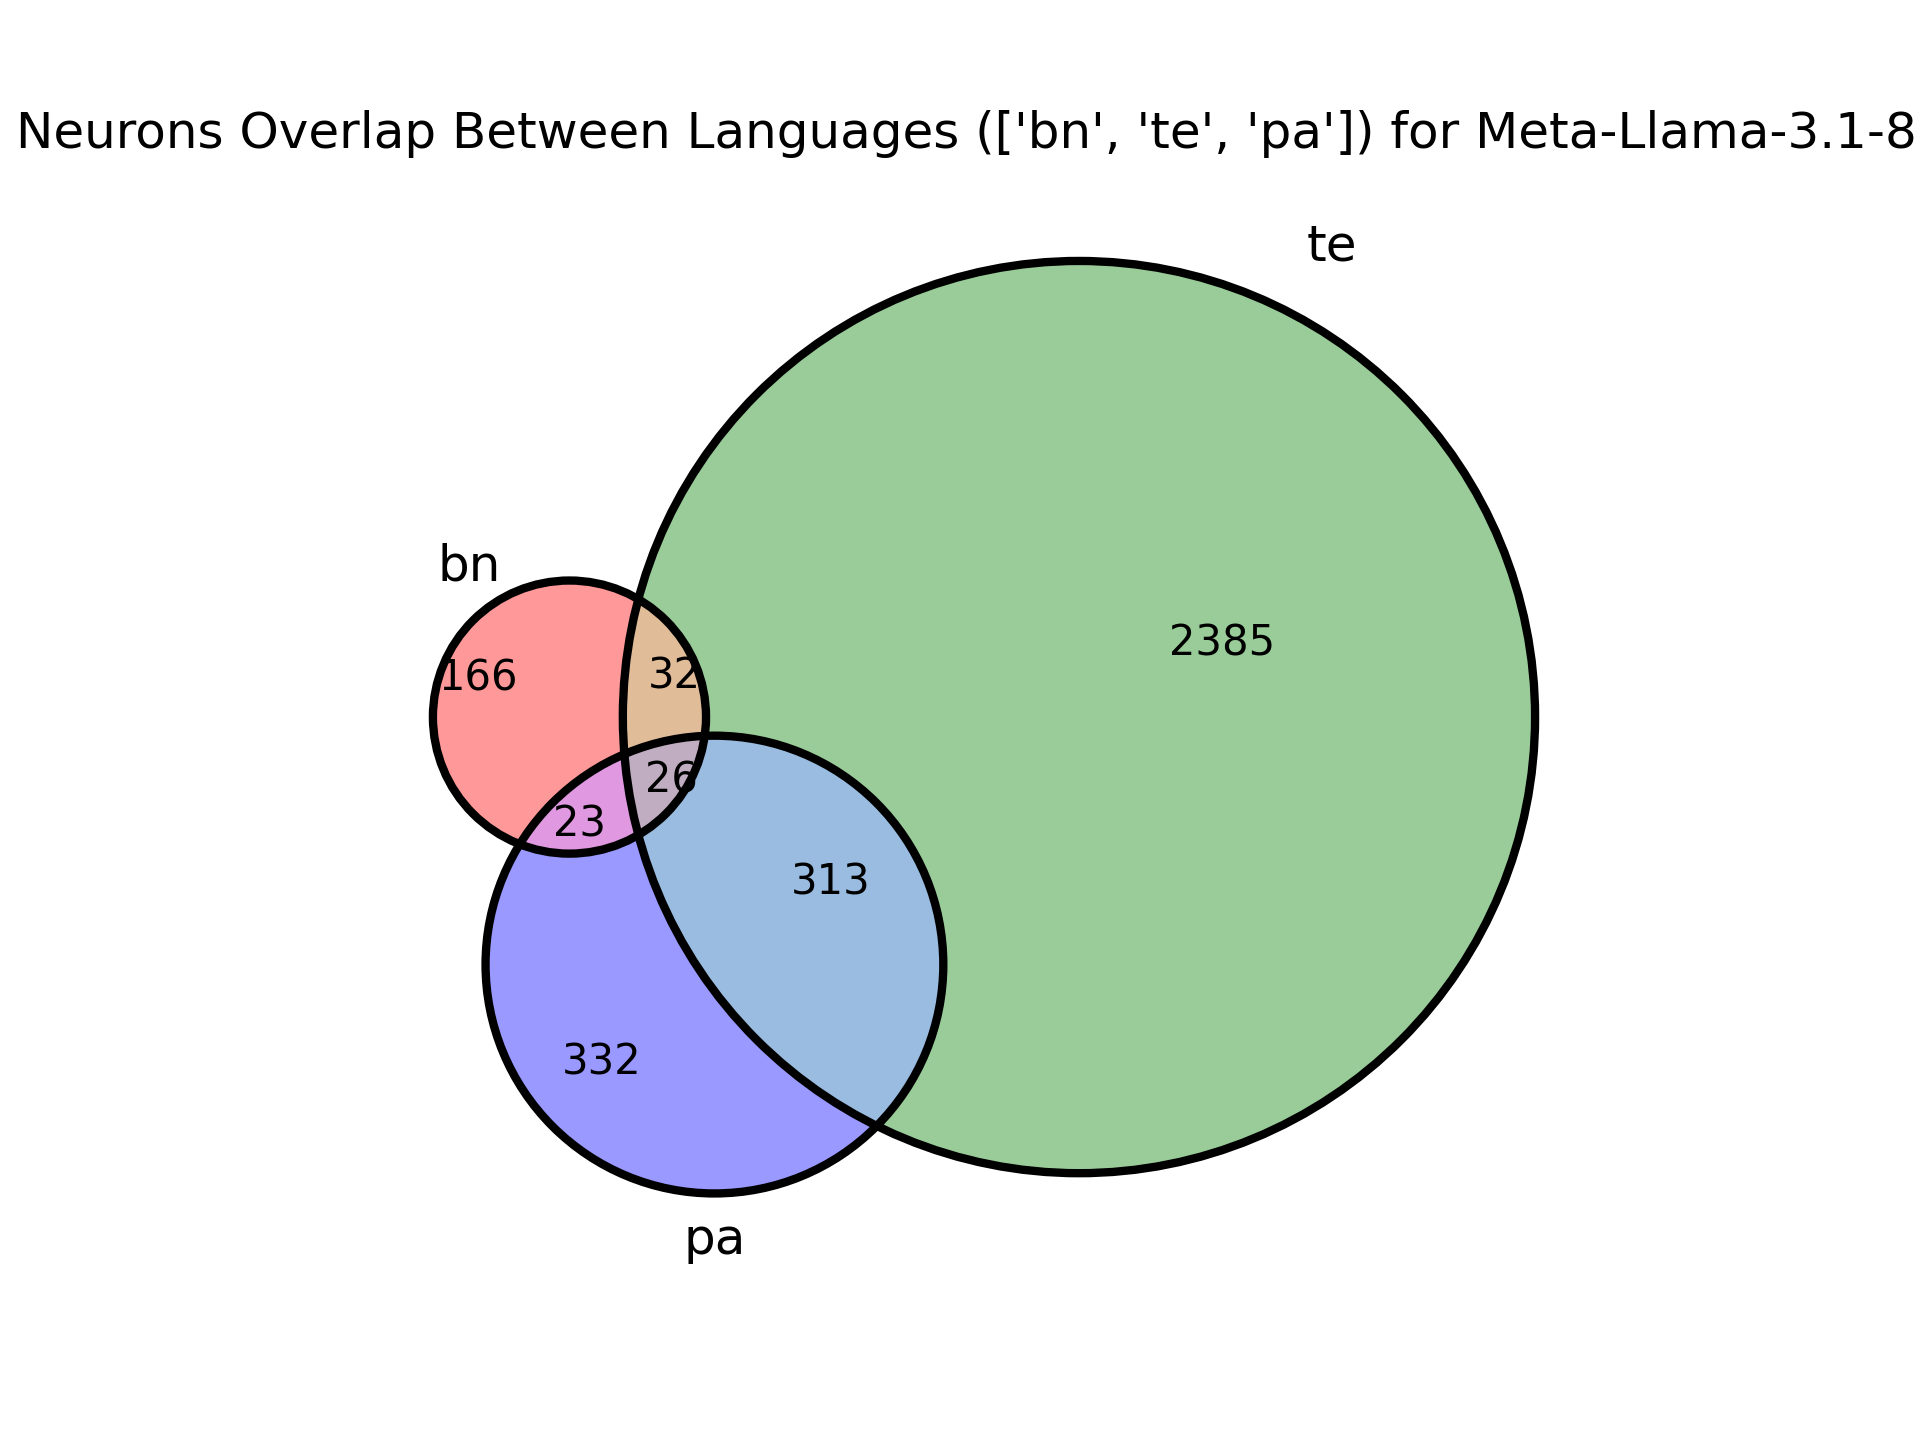 Neurons Overlap Between Languages (['bn', 'te', 'pa']) for Meta-Llama-3.1-8
te
bn
2385
166
32
26
23
313
332
pa